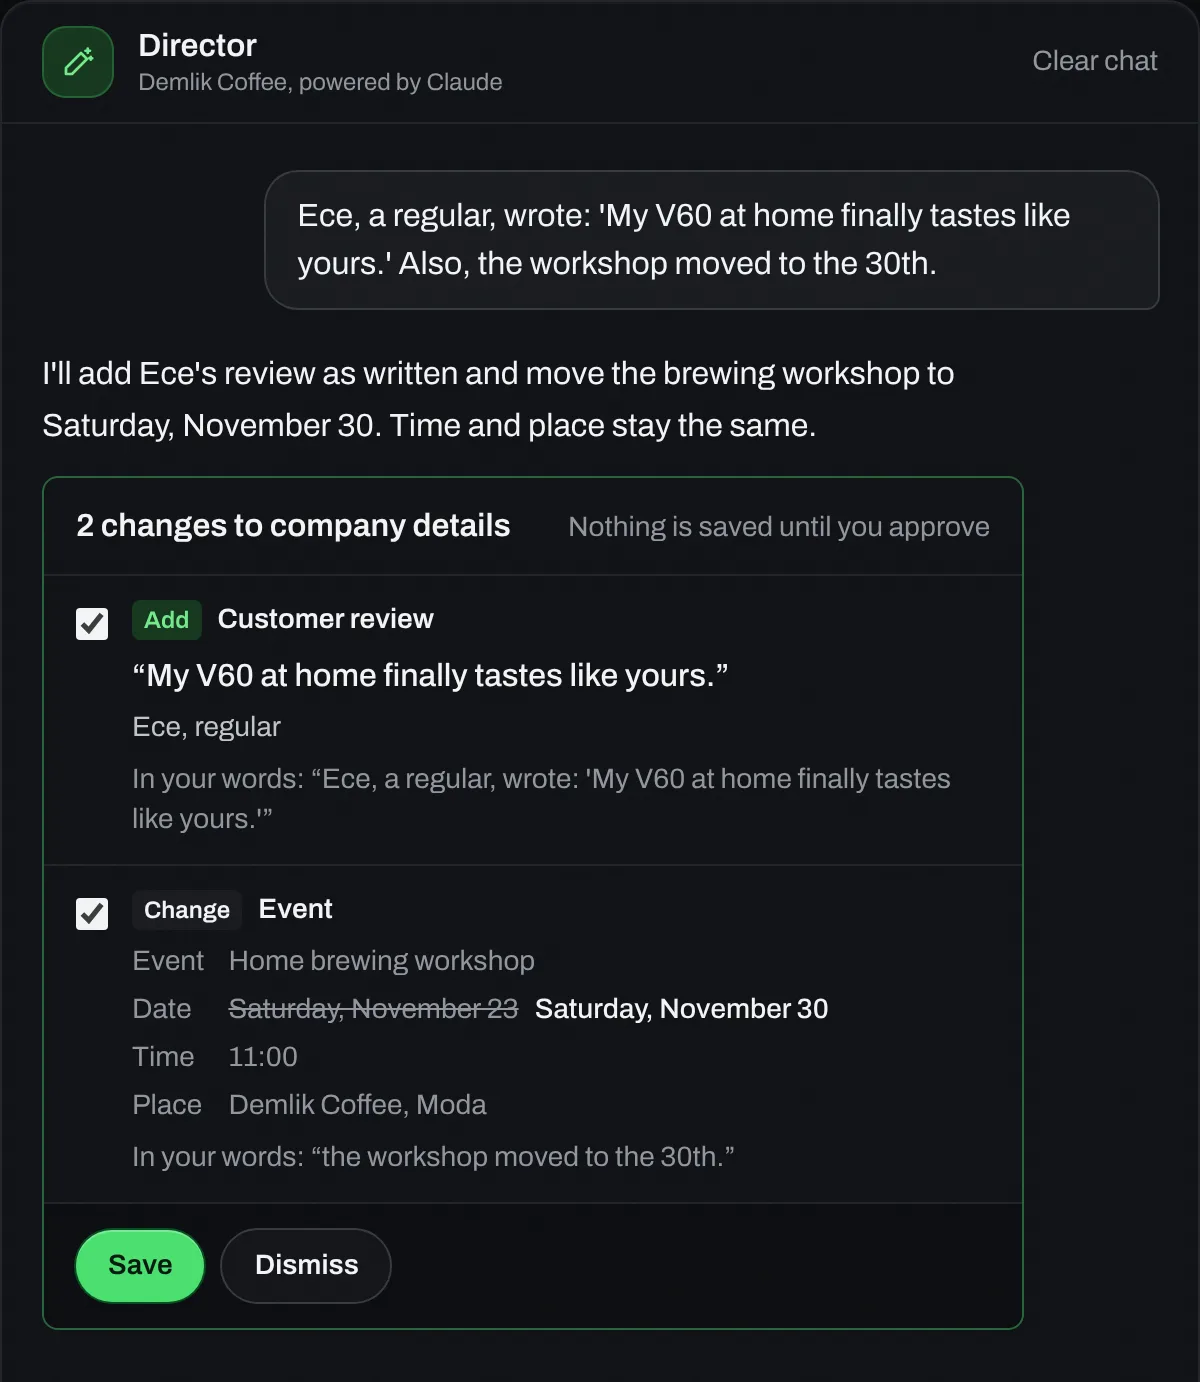 Director
Demlik Coffee, powered by Claude
Clear chat
Ece, a regular, wrote: 'My V60 at home finally tastes like
yours.' Also, the workshop moved to the 30th.
I'll add Ece's review as written and move the brewing workshop to
Saturday, November 30. Time and place stay the same.
2 changes to company details
Nothing is saved until you approve
Add Customer review
“My V60 at home finally tastes like yours.”
Ece, regular
In your words: “Ece, a regular, wrote: 'My V60 at home finally tastes
like yours.'”
Change Event
Event Home brewing workshop
Date Saturday, November 23 Saturday, November 30
Time 11:00
Place Demlik Coffee, Moda
In your words: “the workshop moved to the 30th.”
Save
Dismiss